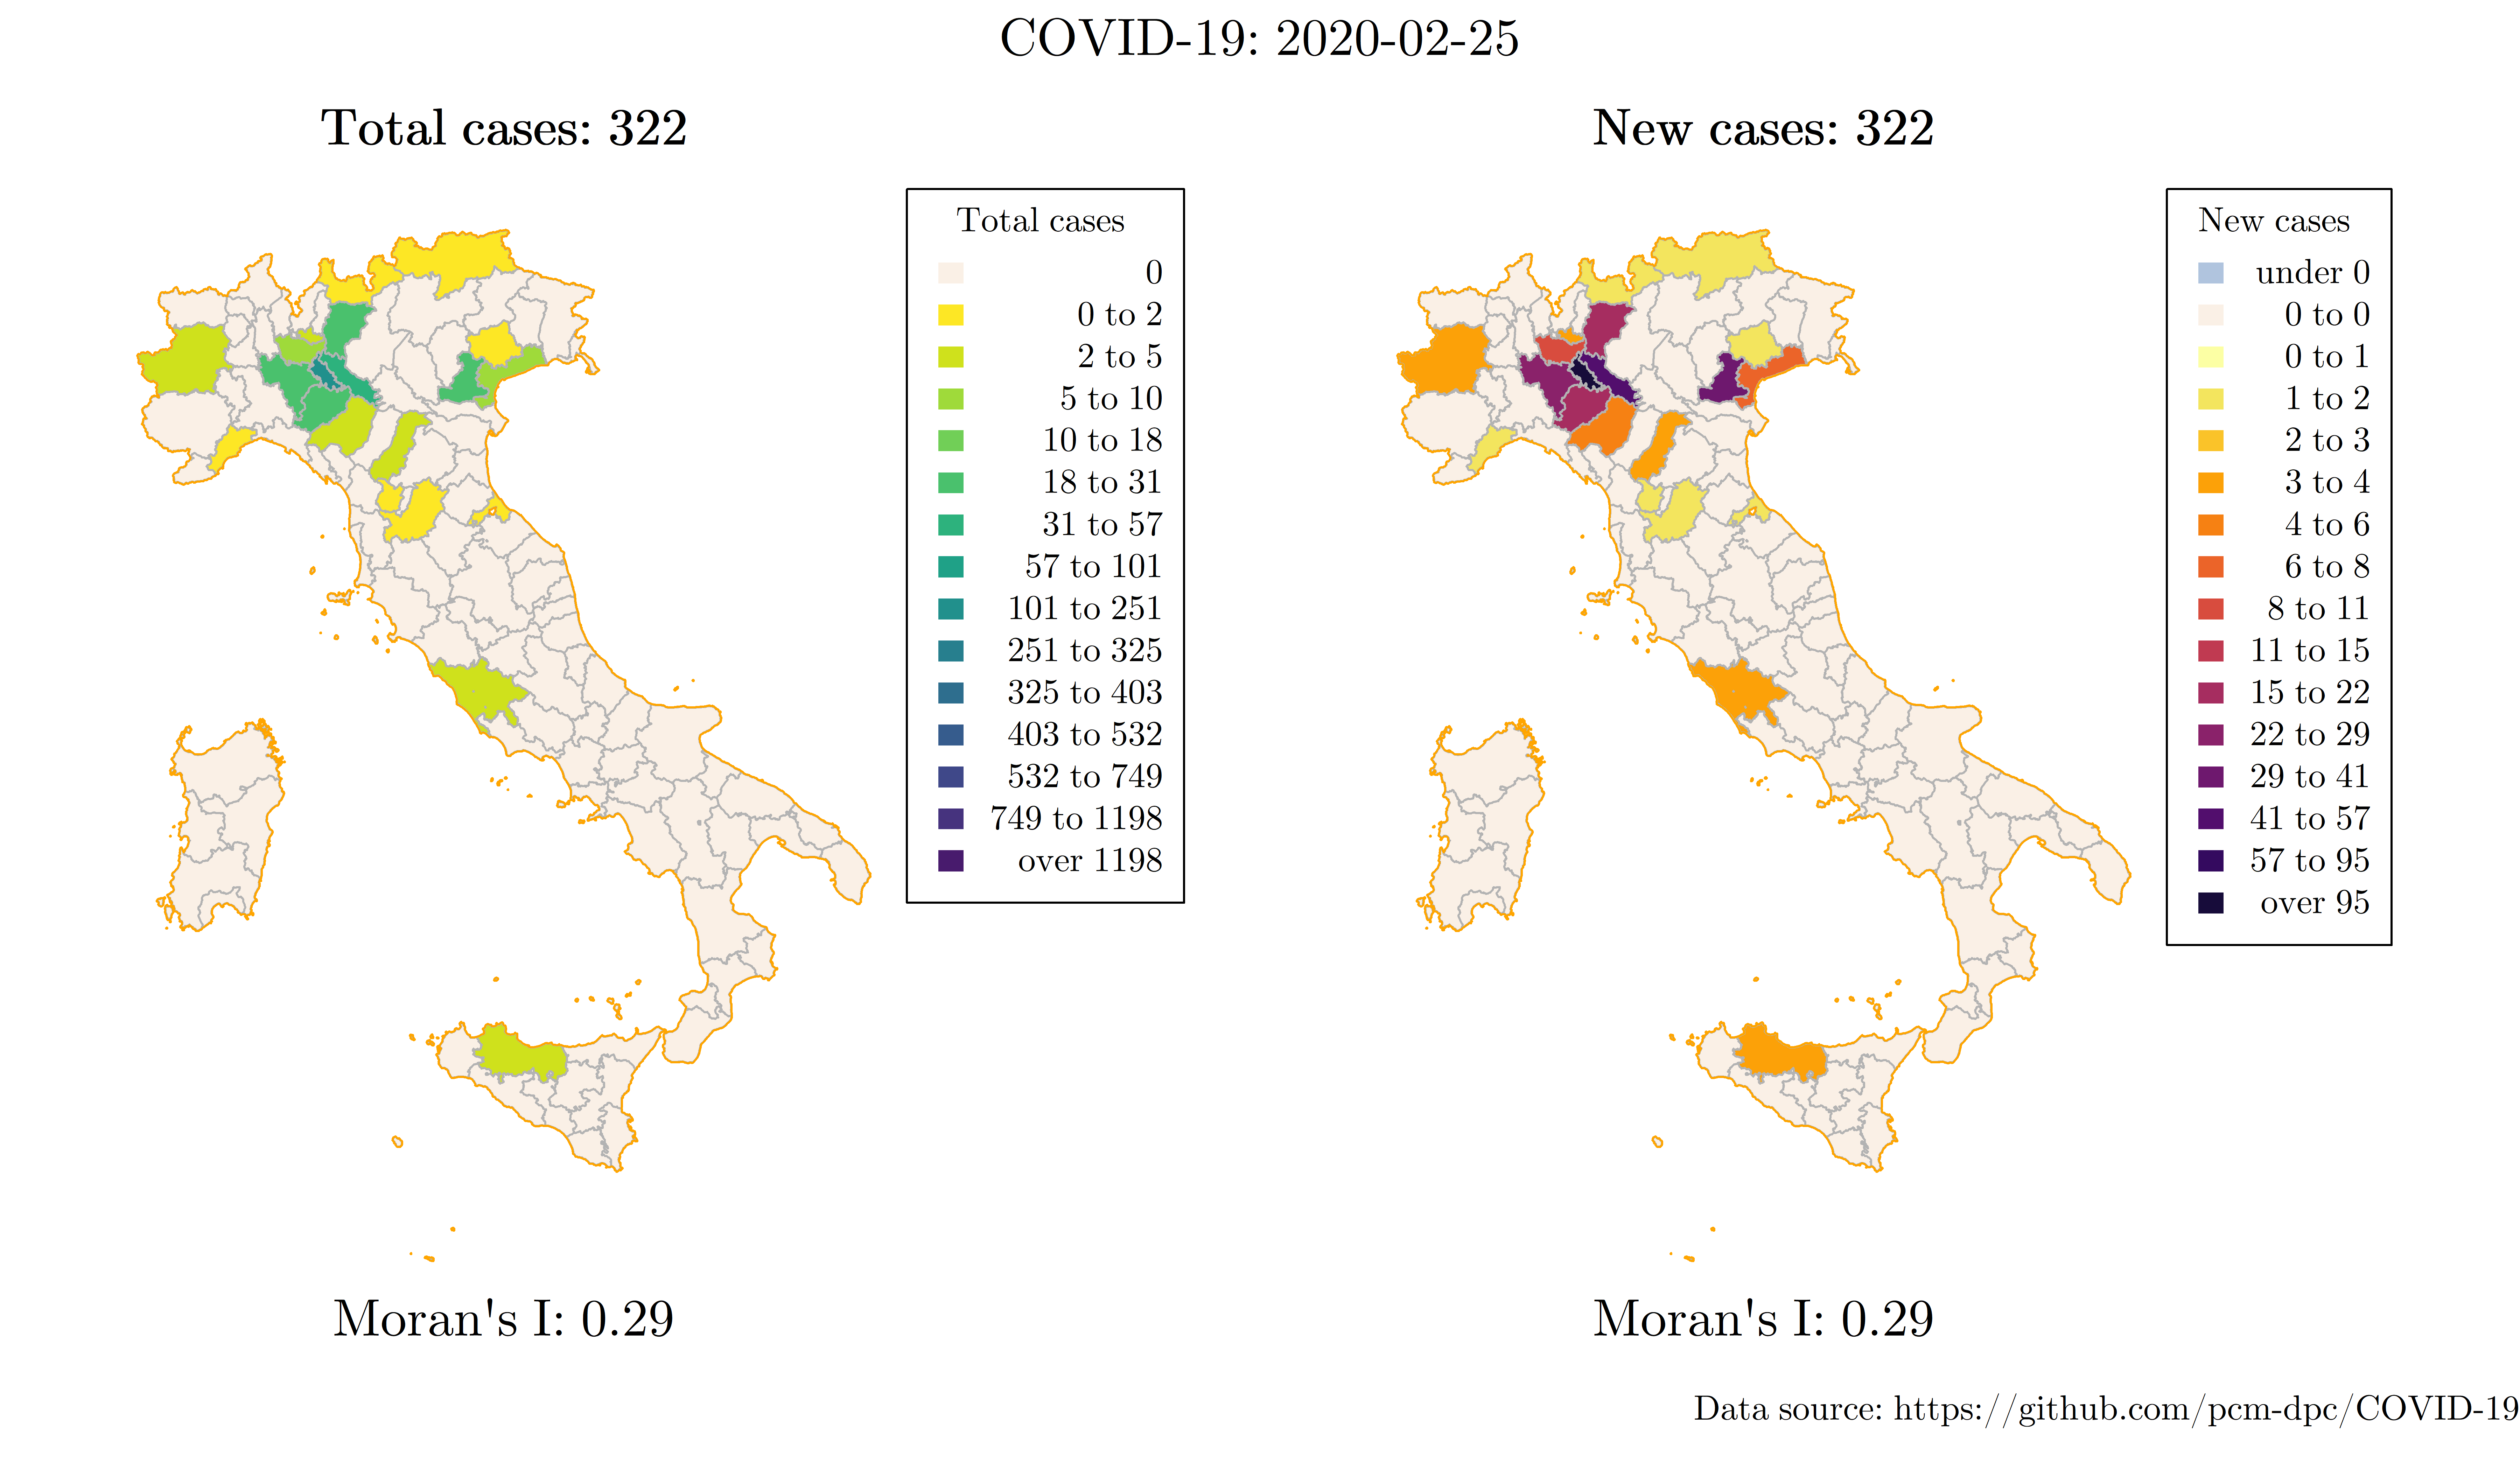 COVID-19: 2020-02-25
Total cases: 322
Total cases
0
0 to 2
2 to 5
5 to 10
10 to 18
18 to 31
31 to 57
57 to 101
101 to 251
251 to 325
325 to 403
403 to 532
532 to 749
749 to 1198
over 1198
Moran's I: 0.29
New cases: 322
New cases
under 0
0 to 0
0 to 1
1 to 2
2 to 3
3 to 4
4 to 6
6 to 8
8 to 11
11 to 15
15 to 22
22 to 29
29 to 41
41 to 57
57 to 95
over 95
Moran's I: 0.29
Data source: https://github.com/pcm-dpc/COVID-19